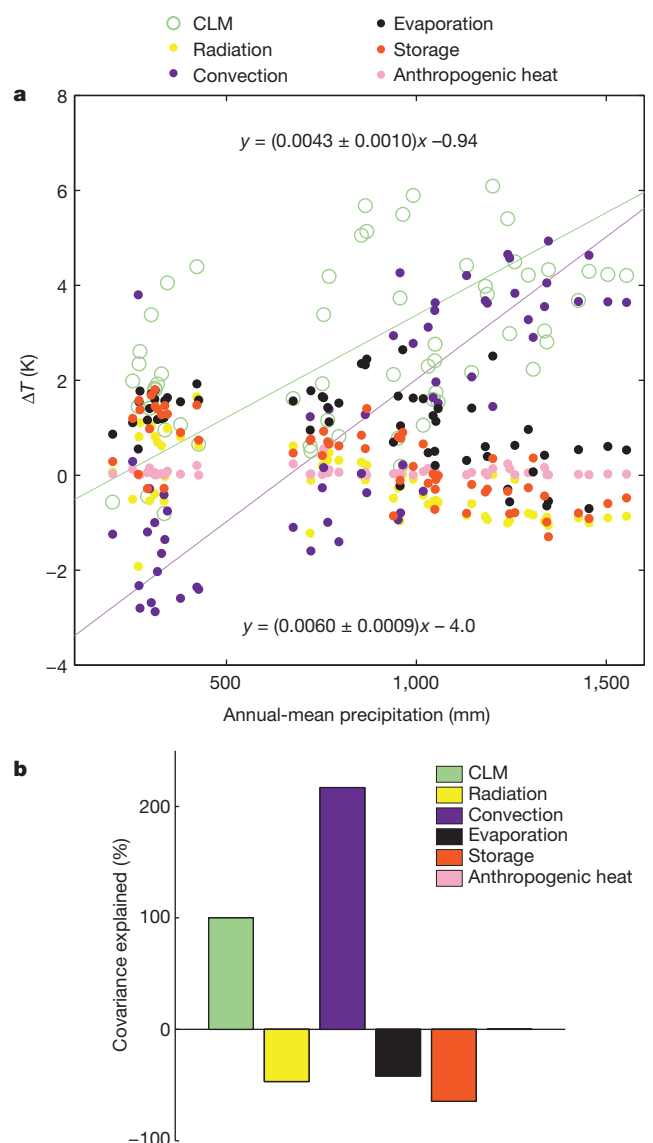 CLM
Radiation
Convection
Evaporation
Storage
Anthropogenic heat
a
8
6
4
2
0
−2
−4
ΔT (K)
y = (0.0043 ± 0.0010)x −0.94
y = (0.0060 ± 0.0009)x − 4.0
500
1,000
1,500
Annual-mean precipitation (mm)
b
200
100
0
−100
Covariance explained (%)
CLM
Radiation
Convection
Evaporation
Storage
Anthropogenic heat